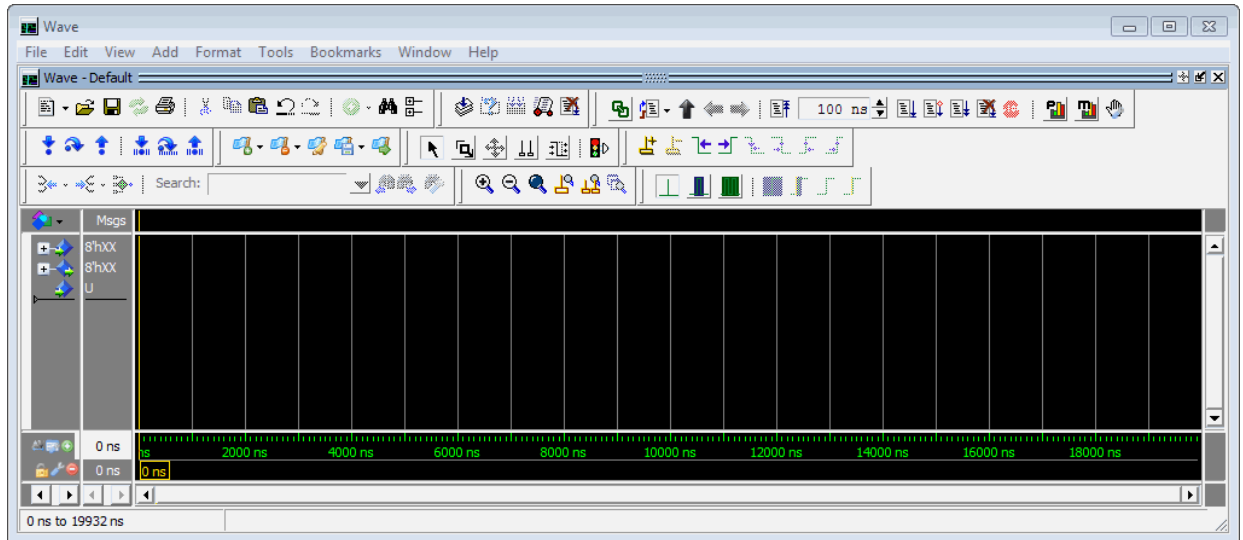 Wave
File Edit View Add Format Tools Bookmarks Window Help
Wave - Default
100 ns
Search:
Msgs
8'hXX
8'hXX
U
0 ns
ns 2000 ns 4000 ns 6000 ns 8000 ns 10000 ns 12000 ns 14000 ns 16000 ns 18000 ns
0 ns 0 ns
0 ns to 19932 ns